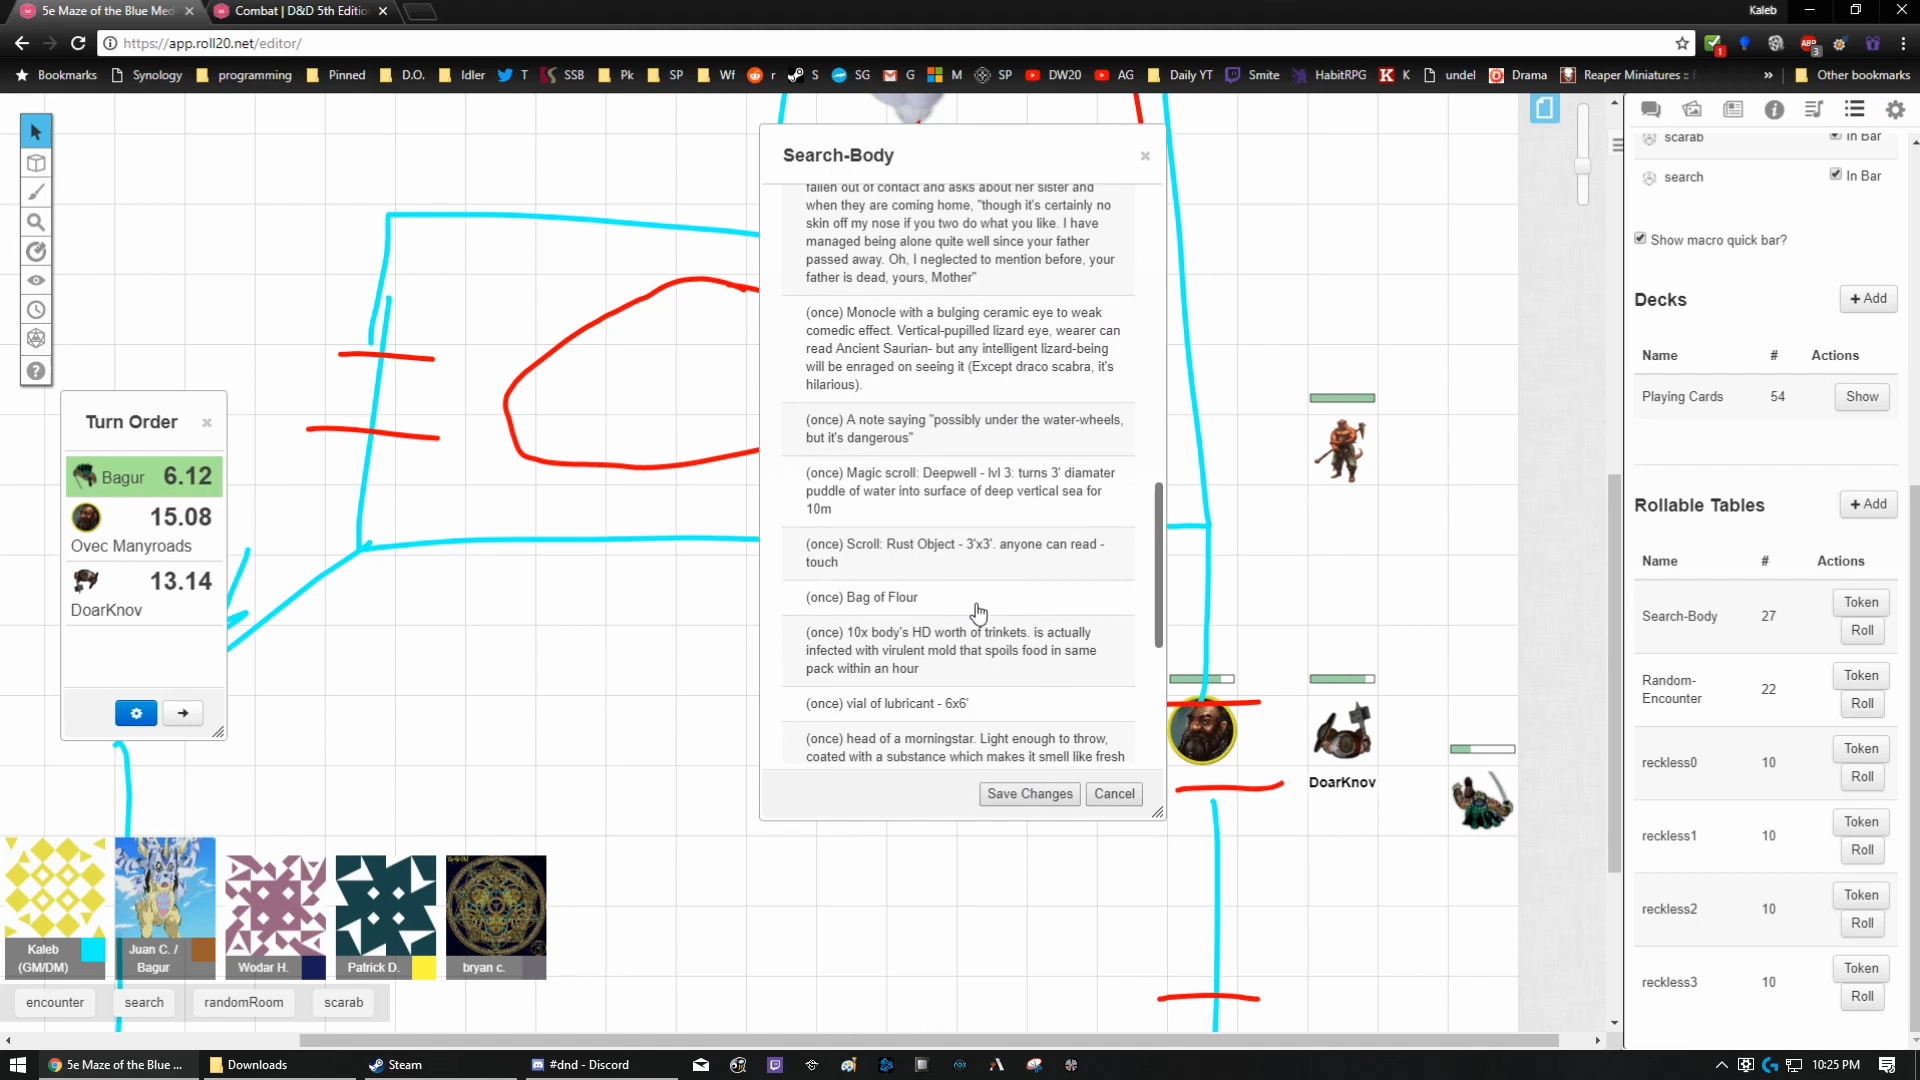 5e Maze of the Blue Med
Combat | D&D 5th Editio
Kaleb
https://app.roll20.net/editor/
Bookmarks Synology programming Pinned D.O. Idler T SSB Pk SP Wf r S SG G M SP DW20 AG Daily YT Smite HabitRPG K undel Drama Reaper Miniatures :: » Other bookmarks
Search-Body
fallen out of contact and asks about her sister and
when they are coming home, "though it's certainly no
skin off my nose if you two do what you like. I have
managed being alone quite well since your father
passed away. Oh, I neglected to mention before, your
father is dead, yours, Mother"
(once) Monocle with a bulging ceramic eye to weak
comedic effect. Vertical-pupilled lizard eye, wearer can
read Ancient Saurian- but any intelligent lizard-being
will be enraged on seeing it (Except draco scabra, it's
hilarious).
(once) A note saying "possibly under the water-wheels,
but it's dangerous"
(once) Magic scroll: Deepwell - lvl 3: turns 3' diamater
puddle of water into surface of deep vertical sea for
10m
(once) Scroll: Rust Object - 3'x3'. anyone can read -
touch
(once) Bag of Flour
(once) 10x body's HD worth of trinkets. is actually
infected with virulent mold that spoils food in same
pack within an hour
(once) vial of lubricant - 6x6'
(once) head of a morningstar. Light enough to throw,
coated with a substance which makes it smell like fresh
Save Changes Cancel
Turn Order
Bagur 6.12
15.08
Ovec Manyroads
13.14
DoarKnov
DoarKnov
scarab In Bar
search In Bar
Show macro quick bar?
Decks + Add
Name # Actions
Playing Cards 54 Show
Rollable Tables + Add
Name # Actions
Search-Body 27 Token Roll
Random-
Encounter 22 Token Roll
reckless0 10 Token Roll
reckless1 10 Token Roll
reckless2 10 Token Roll
reckless3 10 Token Roll
Kaleb
(GM/DM)
Juan C. /
Bagur
Wodar H.
Patrick D.
bryan c.
encounter search randomRoom scarab
5e Maze of the Blue ... Downloads Steam #dnd - Discord 10:25 PM